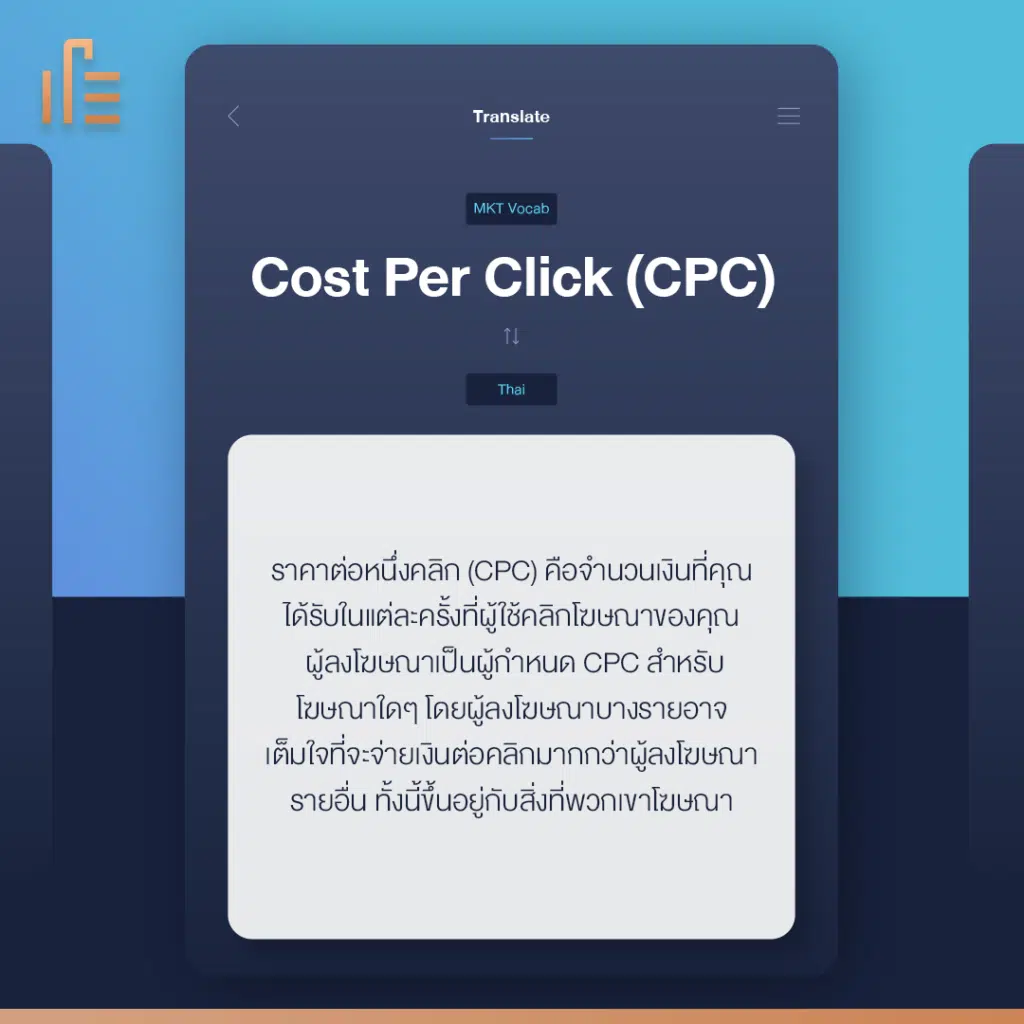 Translate
MKT Vocab
Cost Per Click (CPC)
Thai
ราคาต่อหนึ่งคลิก (CPC) คือจำนวนเงินที่คุณ
ได้รับในแต่ละครั้งที่ผู้ใช้คลิกโฆษณาของคุณ
ผู้ลงโฆษณาเป็นผู้กำหนด CPC สำหรับ
โฆษณาใดๆ โดยผู้ลงโฆษณาบางรายอาจ
เต็มใจที่จะจ่ายเงินต่อคลิกมากกว่าผู้ลงโฆษณา
รายอื่น ทั้งนี้ขึ้นอยู่กับสิ่งที่พวกเขาโฆษณา